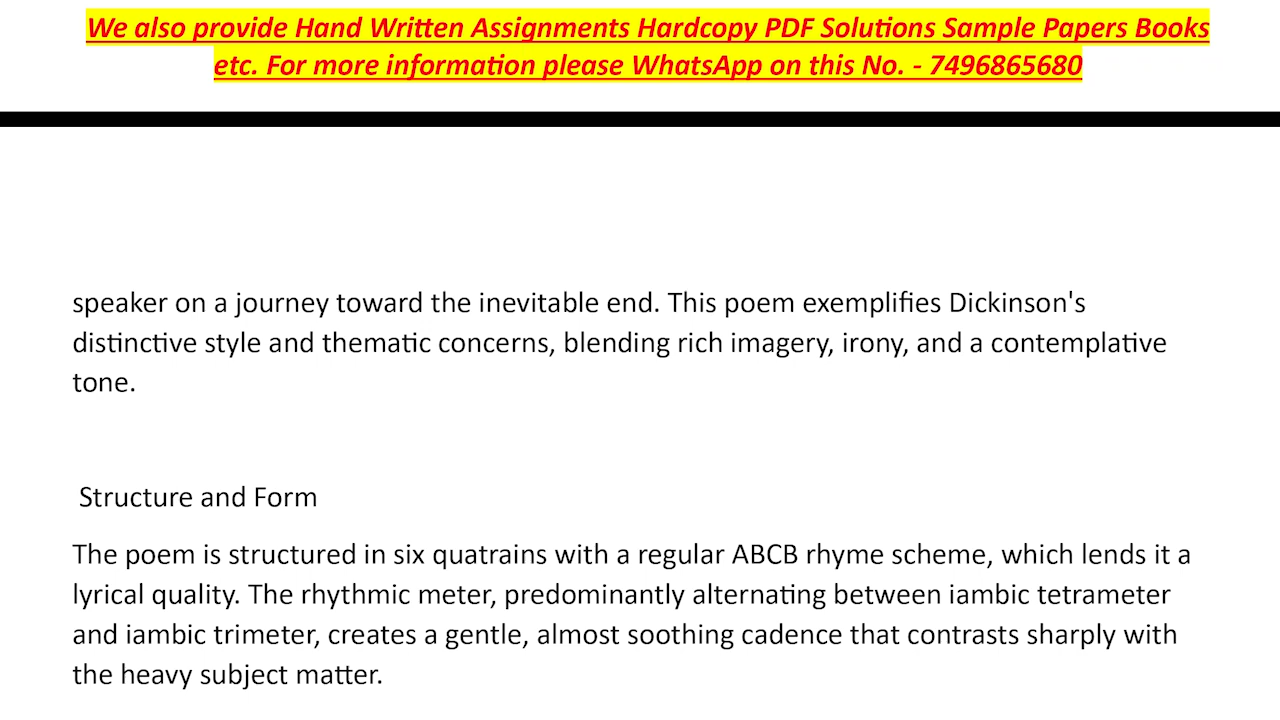 We also provide Hand Written Assignments Hardcopy PDF Solutions Sample Papers Books
etc. For more information please WhatsApp on this No. - 7496865680
speaker on a journey toward the inevitable end. This poem exemplifies Dickinson's
distinctive style and thematic concerns, blending rich imagery, irony, and a contemplative
tone.
Structure and Form
The poem is structured in six quatrains with a regular ABCB rhyme scheme, which lends it a
lyrical quality. The rhythmic meter, predominantly alternating between iambic tetrameter
and iambic trimeter, creates a gentle, almost soothing cadence that contrasts sharply with
the heavy subject matter.